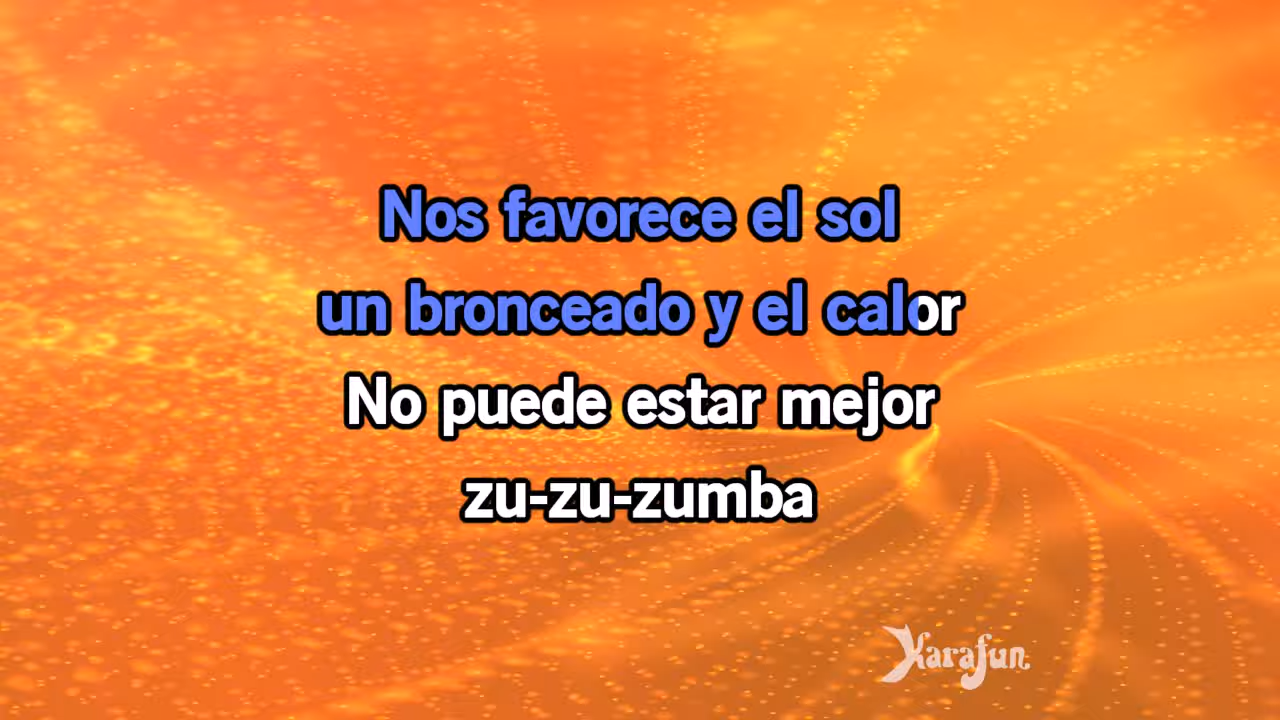 Nos favorece el sol
un bronceado y el calor
No puede estar mejor
zu-zu-zumba
Karafun